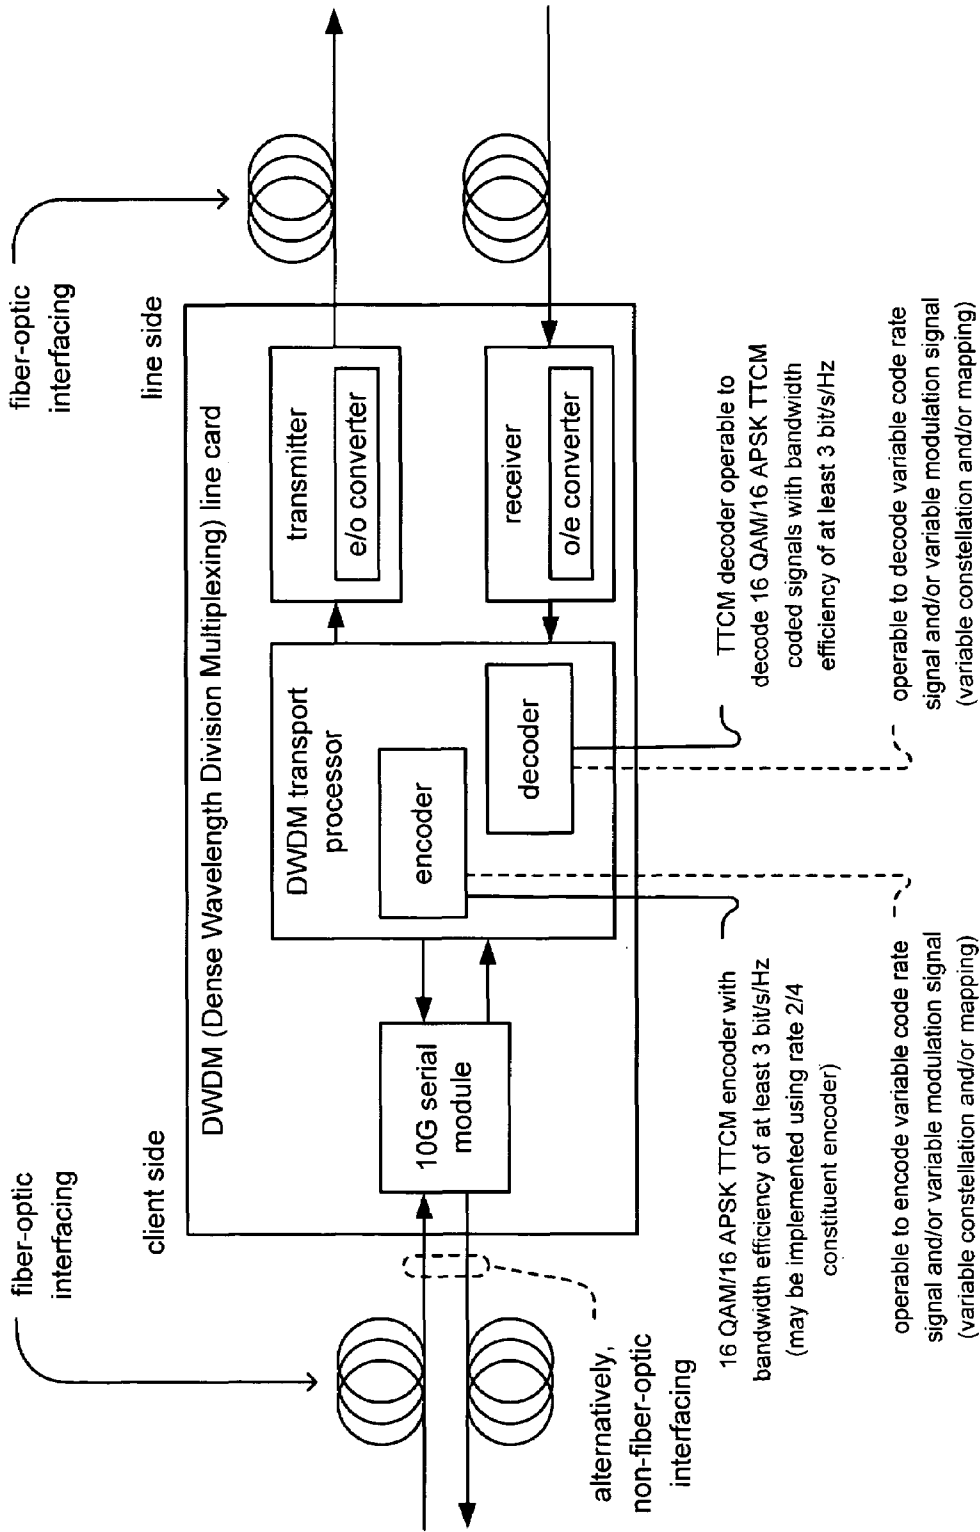 fiber-optic
interfacing
client side
fiber-optic
interfacing
line side
DWDM (Dense Wavelength Division Multiplexing) line card
10G serial
module
DWDM transport
processor
encoder
decoder
transmitter
e/o converter
receiver
o/e converter
alternatively,
non-fiber-optic
interfacing
16 QAM/16 APSK TTCM encoder with
bandwidth efficiency of at least 3 bit/s/Hz
(may be implemented using rate 2/4
constituent encoder)
TTCM decoder operable to
decode 16 QAM/16 APSK TTCM
coded signals with bandwidth
efficiency of at least 3 bit/s/Hz
operable to encode variable code rate
signal and/or variable modulation signal
(variable constellation and/or mapping)
operable to decode variable code rate
signal and/or variable modulation signal
(variable constellation and/or mapping)